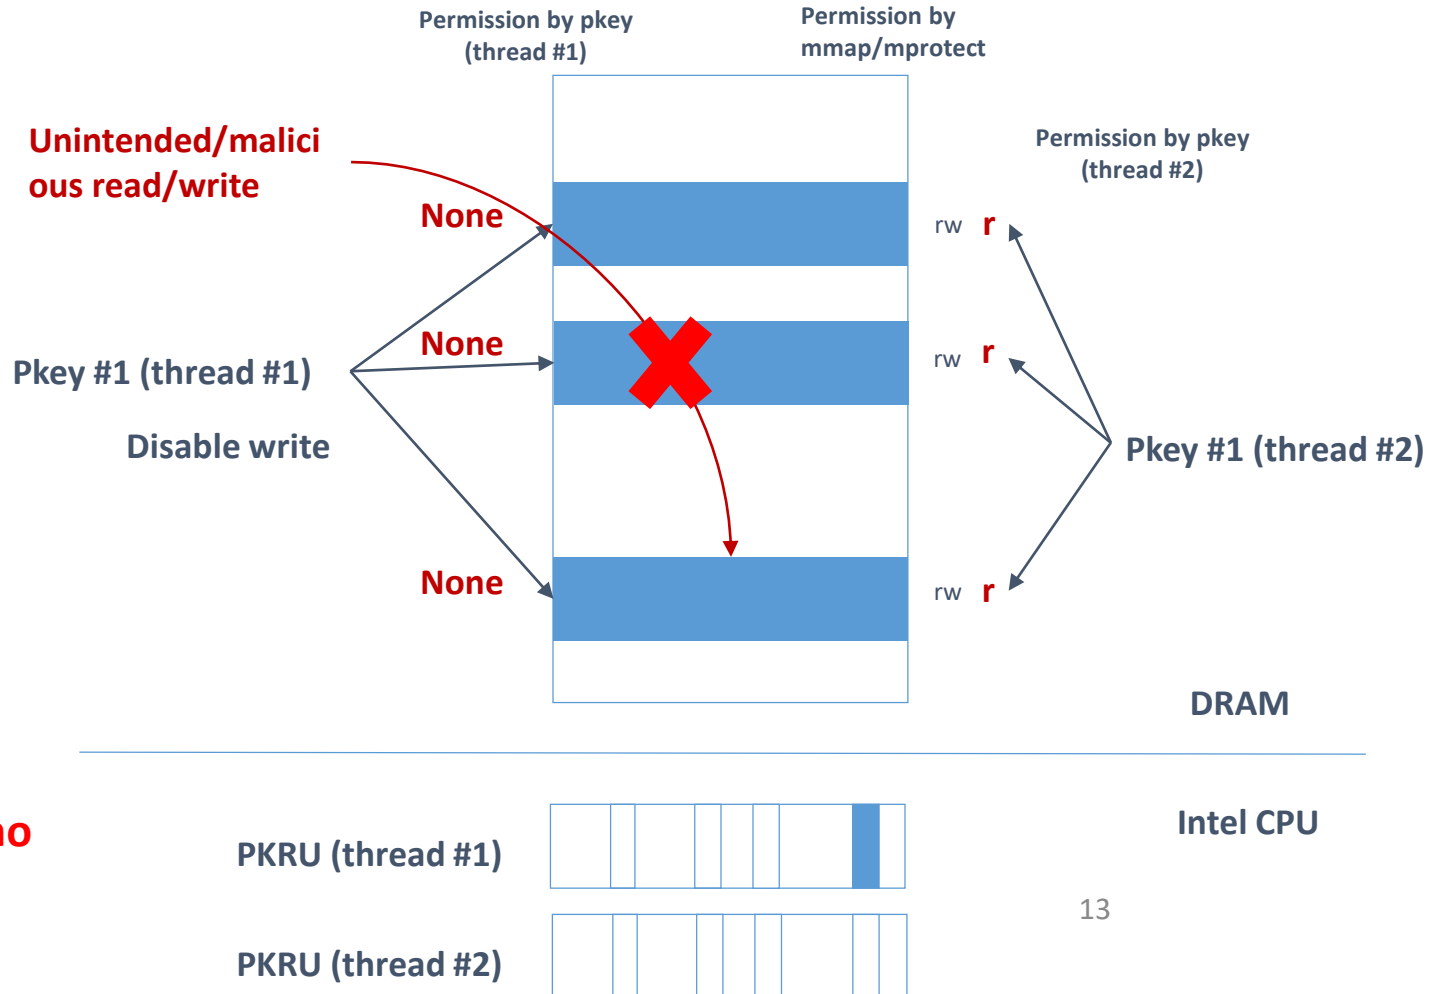 Permission by pkey
(thread #1)
Permission by
mmap/mprotect
Unintended/malici
ous read/write
Permission by pkey
(thread #2)
None
rw r
None
rw r
Pkey #1 (thread #1)
Disable write
Pkey #1 (thread #2)
None
rw r
DRAM
Intel CPU
PKRU (thread #1)
13
PKRU (thread #2)